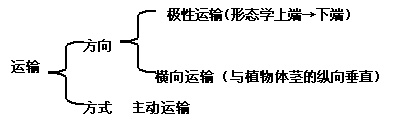 极性运输(形态学上端→下端)
方向
运输
横向运输（与植物体茎的纵向垂直）
方式 主动运输